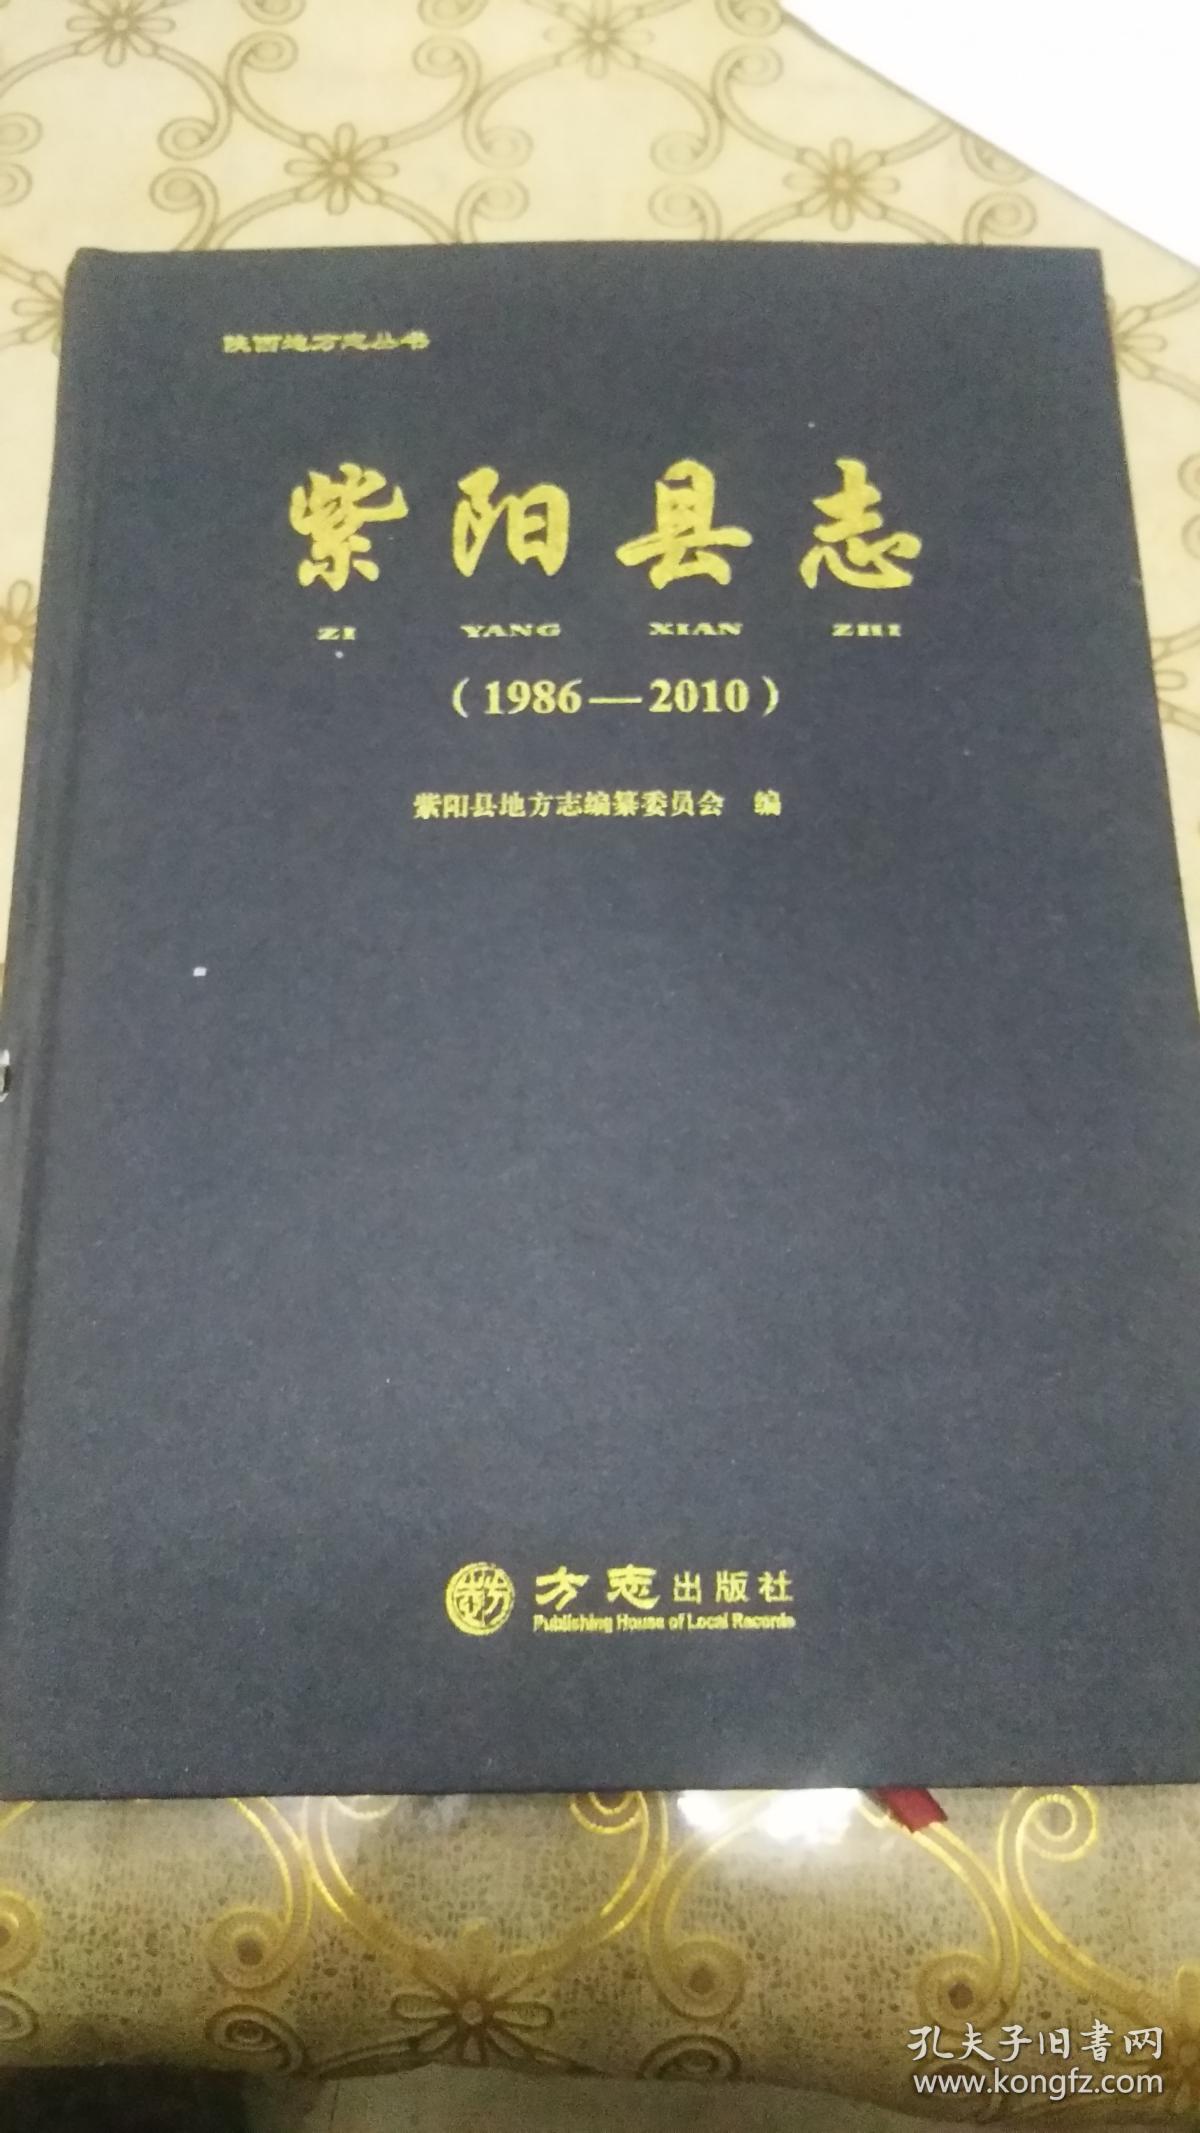 陕西地方志丛书
紫阳县志
ZI YANG XIAN ZHI
（1986—2010）
紫阳县地方志编纂委员会 编
方志出版社
Publishing House of Local Records
孔夫子旧書网
www.kongfz.com